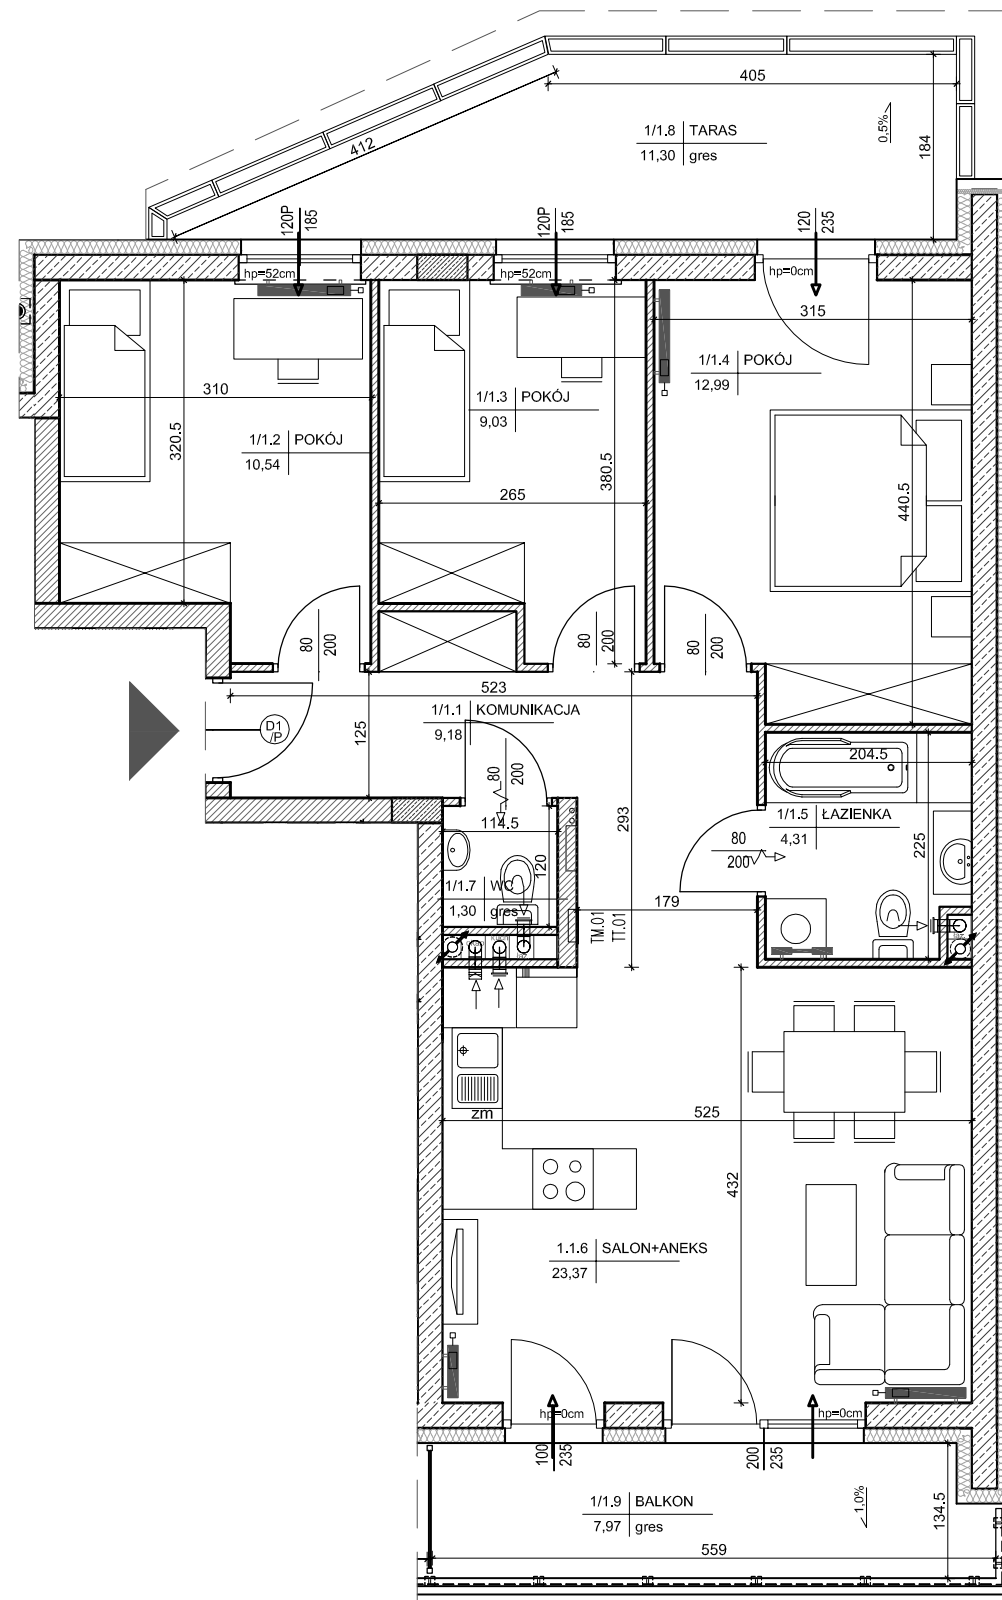 405
412
1/1.8 TARAS
11,30 gres
0,5%
184
120P
185
120P
185
120
235
hp=52cm
hp=52cm
hp=0cm
315
1/1.4 POKÓJ
12,99
310
1/1.3 POKÓJ
9,03
320.5
1/1.2 POKÓJ
10,54
380.5
265
440.5
80
200
80
200
80
200
523
1/1.1 KOMUNIKACJA
9,18
D1
/P
125
80
200
204.5
114.5
293
1/1.5 ŁAZIENKA
4,31
80
200
225
120
1/1.7 WC
1,30 gres
179
TM.01
TT.01
zm
525
432
1.1.6 SALON+ANEKS
23,37
hp=0cm
hp=0cm
100
235
200
235
1/1.9 BALKON
7,97 gres
1,0%
134.5
559